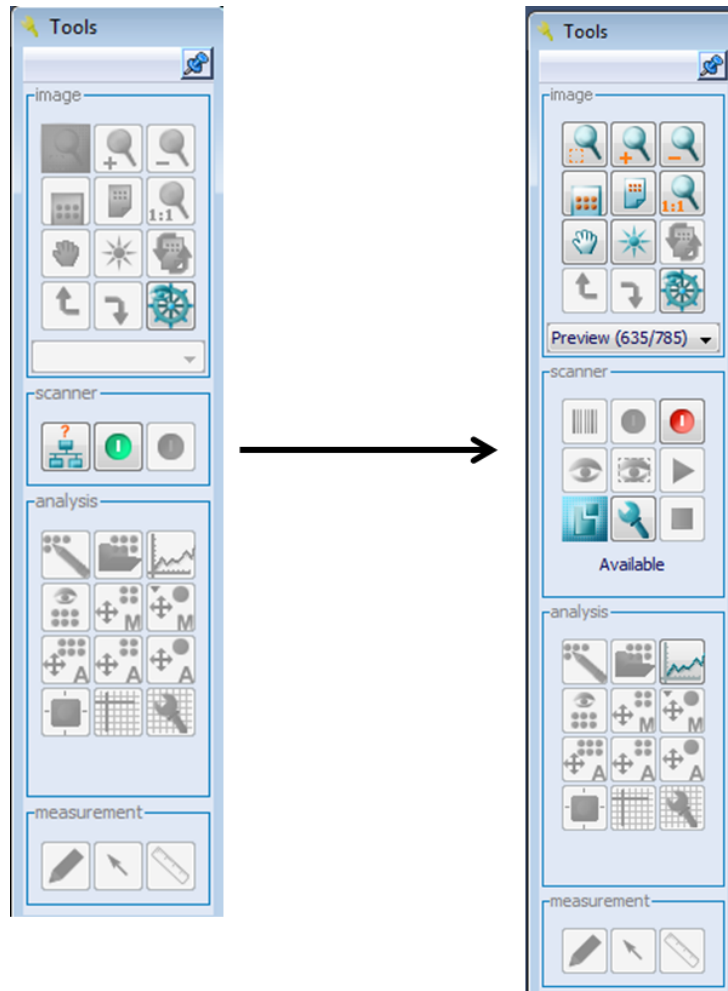 Tools
image
1:1
scanner
?
analysis
M
M
A
A
A
measurement
Tools
image
1:1
Preview (635/785)
scanner
Available
analysis
M
M
A
A
A
measurement